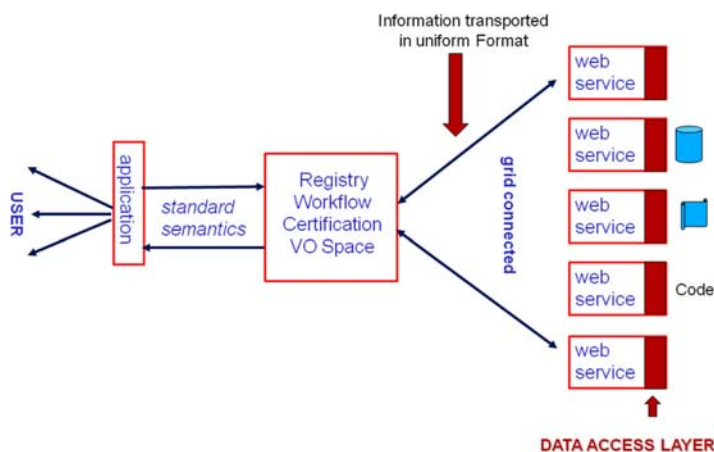 Information transported
in uniform Format
USER
application
standard
semantics
Registry
Workflow
Certification
VO Space
grid connected
web
service
web
service
web
service
web
service
Code
web
service
DATA ACCESS LAYER